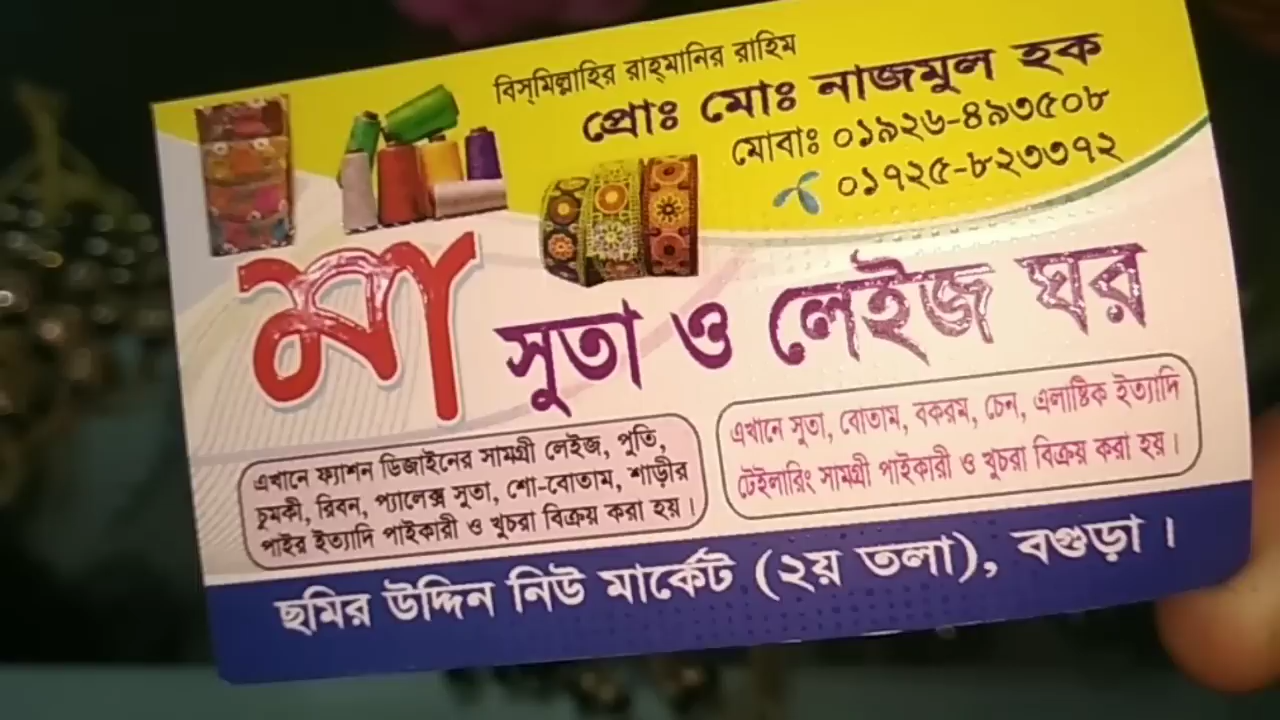 বিস্‌মিল্লাহির রাহ্‌মানির রাহিম
প্রোঃ মোঃ নাজমুল হক
মোবাঃ ০১৯২৬-৪৯৩৫০৮
০১৭২৫-৮২৩৩৭২
মা সুতা ও লেইজ ঘর
এখানে ফ্যাশন ডিজাইনের সামগ্রী লেইজ, পুতি,
চুমকী, রিবন, প্যালেক্স সুতা, শো-বোতাম, শাড়ীর
পাইর ইত্যাদি পাইকারী ও খুচরা বিক্রয় করা হয়।
এখানে সুতা, বোতাম, বকরম, চেন, এলাষ্টিক ইত্যাদি
টেইলারিং সামগ্রী পাইকারী ও খুচরা বিক্রয় করা হয়।
ছমির উদ্দিন নিউ মার্কেট (২য় তলা), বগুড়া।